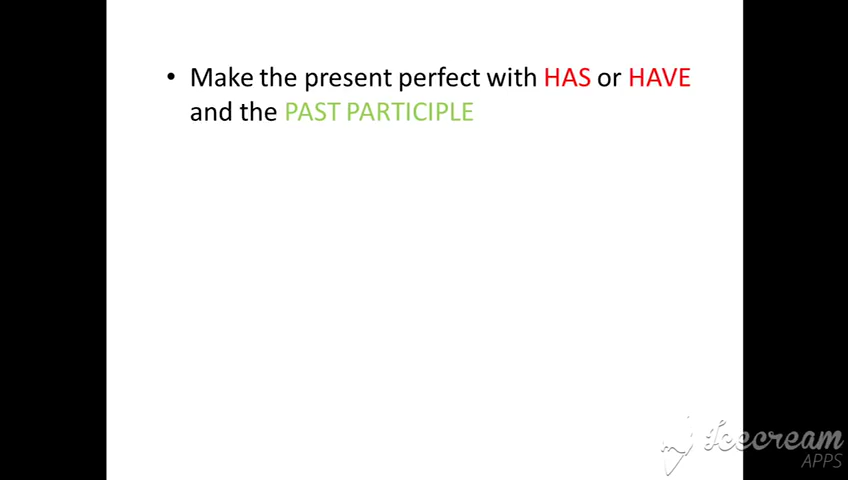 • Make the present perfect with HAS or HAVE
and the PAST PARTICIPLE
Icecream
APPS